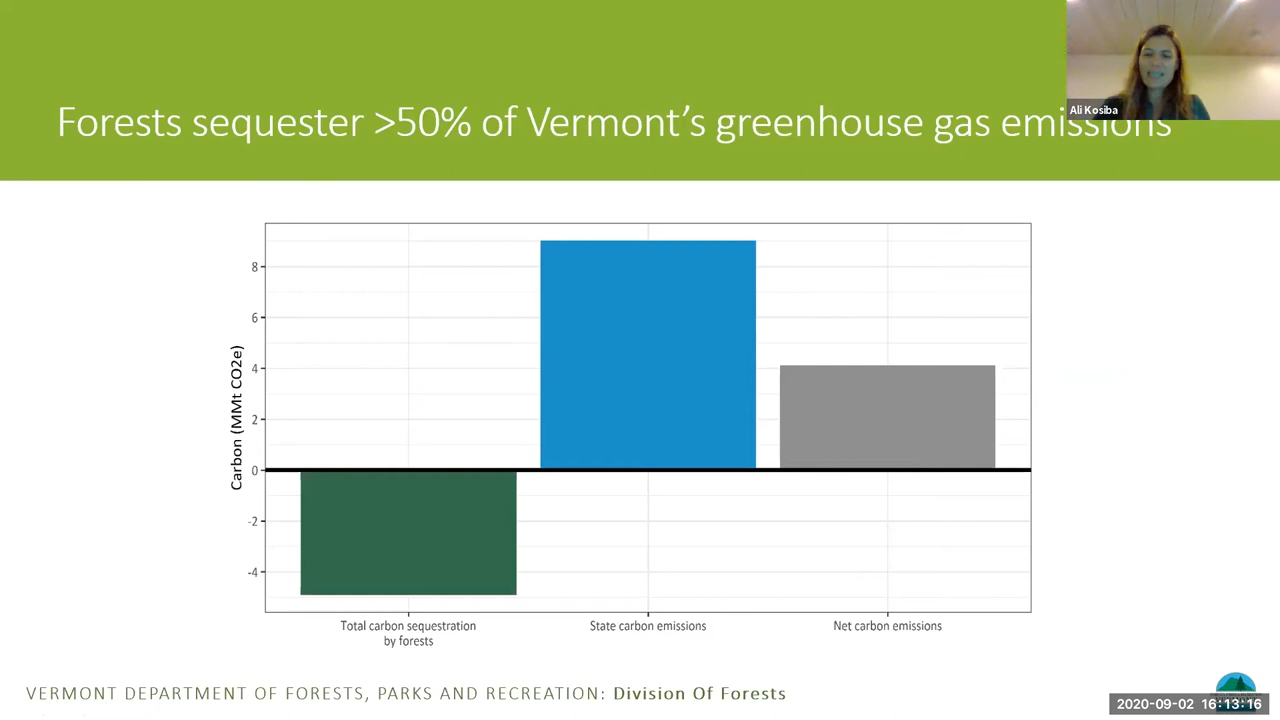 Forests sequester >50% of Vermont's greenhouse gas emissions
Ali Kosiba
Carbon (MMt CO2e)
8
6
4
2
0
-2
-4
Total carbon sequestration
by forests
State carbon emissions
Net carbon emissions
VERMONT DEPARTMENT OF FORESTS, PARKS AND RECREATION: Division Of Forests
2020-09-02 16:13:16